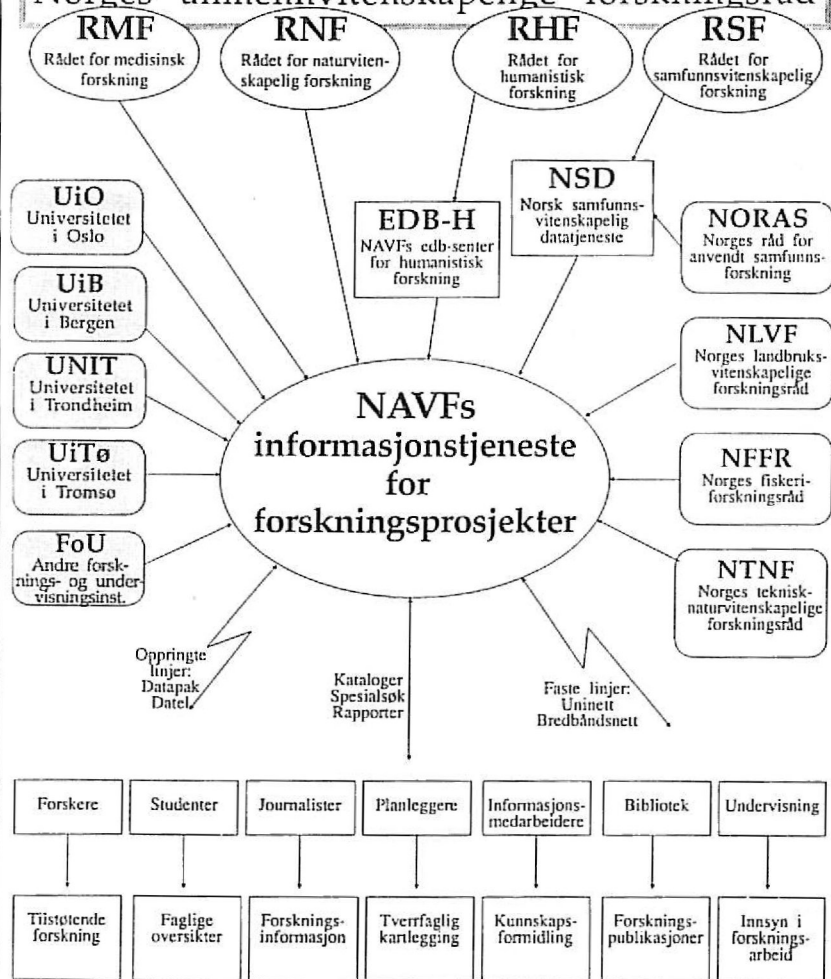 Norges allmennvitenskapelige forskningsråd
RMF
Rådet for medisinsk
forskning
RNF
Rådet for naturviten-
skapelig forskning
RHF
Rådet for
humanistisk
forskning
RSF
Rådet for
samfunnsvitenskapelig
forskning
UiO
Universitetet
i Oslo
UiB
Universitetet
i Bergen
UNIT
Universitetet
i Trondheim
UiTø
Universitetet
i Tromsø
FoU
Andre forsk-
nings- og under-
visningsinst.
EDB-H
NAVFs edb-senter
for humanistisk
forskning
NSD
Norsk samfunns-
vitenskapelig
datatjeneste
NORAS
Norges råd for
anvendt samfunns-
forskning
NLVF
Norges landbruks-
vitenskapelige
forskningsråd
NFFR
Norges fiskeri-
forskningsråd
NTNF
Norges teknisk-
naturvitenskapelige
forskningsråd
NAVFs
informasjonstjeneste
for
forskningsprosjekter
Oppringte
linjer:
Datapak
Datel
Kataloger
Spesialsøk
Rapporter
Faste linjer:
Uninett
Bredbåndsnett
Forskere
Studenter
Journalister
Planleggere
Informasjons-
medarbeidere
Bibliotek
Undervisning
Tilstøtende
forskning
Faglige
oversikter
Forsknings-
informasjon
Tverrfaglig
kartlegging
Kunnskaps-
formidling
Forsknings-
publikasjoner
Innsyn i
forsknings-
arbeid